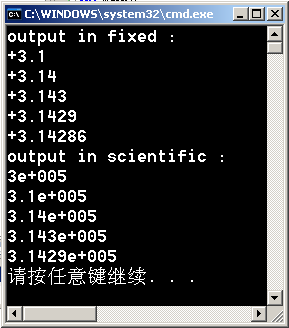 C:\WINDOWS\system32\cmd.exe
output in fixed :
+3.1
+3.14
+3.143
+3.1429
+3.14286
output in scientific :
3e+005
3.1e+005
3.14e+005
3.143e+005
3.1429e+005
请按任意键继续. . .